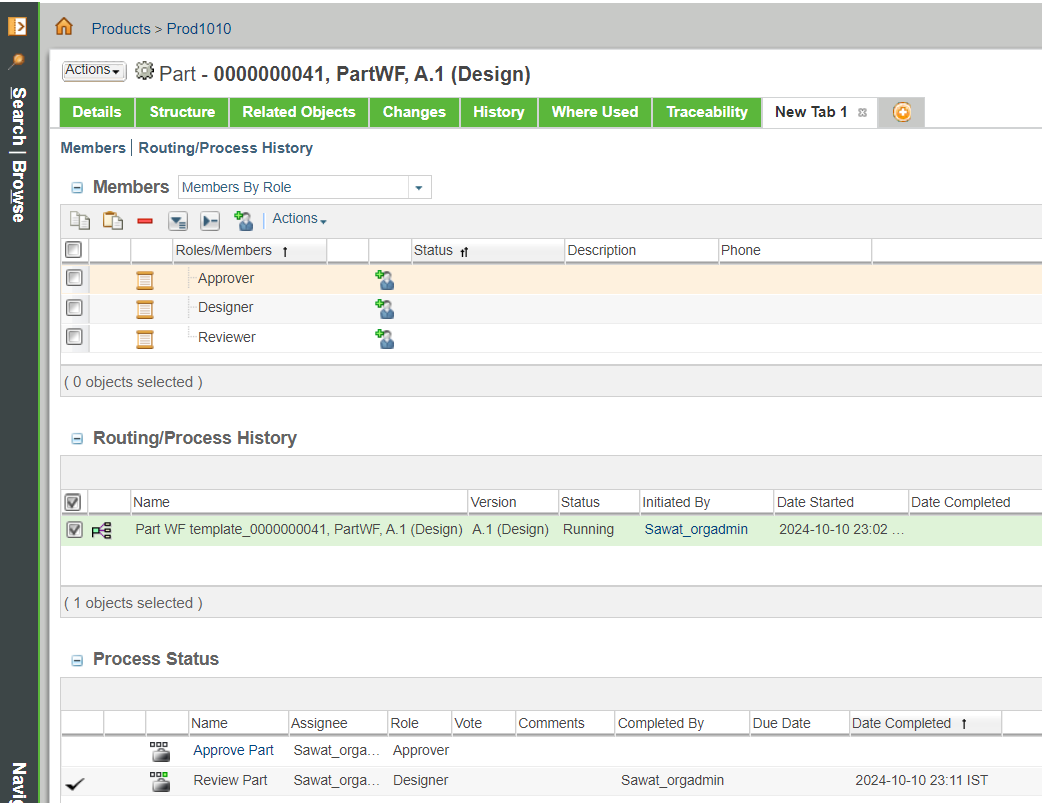 Products > Prod1010
Actions
Part - 0000000041, PartWF, A.1 (Design)
Details Structure Related Objects Changes History Where Used Traceability New Tab 1
Search | Browse
Members | Routing/Process History
Members Members By Role
Actions
Roles/Members Status Description Phone
Approver
Designer
Reviewer
( 0 objects selected )
Routing/Process History
Name Version Status Initiated By Date Started Date Completed
Part WF template_0000000041, PartWF, A.1 (Design) A.1 (Design) Running Sawat_orgadmin 2024-10-10 23:02 ...
( 1 objects selected )
Process Status
Name Assignee Role Vote Comments Completed By Due Date Date Completed
Approve Part Sawat_orga... Approver
Review Part Sawat_orga... Designer Sawat_orgadmin 2024-10-10 23:11 IST